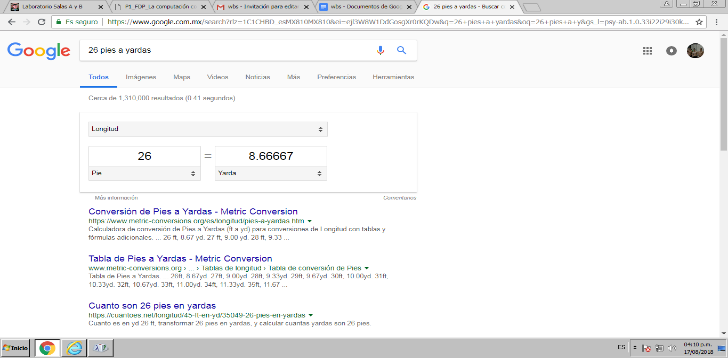 Laboratorio Salas A y B
P1_FDP_La computación c
wbs - Invitación para edita
wbs - Documentos de Goo
26 pies a yardas - Buscar c
Es seguro
https://www.google.com.mx/search?
Google
26 pies a yardas
Todos Imágenes Maps Videos Noticias Más Preferencias Herramientas
Cerca de 1,310,000 resultados (0.41 segundos)
Longitud
26 = 8.66667
Pie Yarda
Más información Comentarios
Conversión de Pies a Yardas - Metric Conversion
https://www.metric-conversions.org/es/longitud/pies-a-yardas.htm
Calculadora de conversión de Pies a Yardas (ft a yd) para conversiones de Longitud con tablas y
fórmulas adicionales. ... 26 ft, 8.67 yd. 27 ft, 9.00 yd. 28 ft, 9.33 ...
Tabla de Pies a Yardas - Metric Conversion
www.metric-conversions.org › ... › Tablas de longitud › Tabla de conversión de Pies
Tabla de Pies a Yardas ... 26ft, 8.67yd. 27ft, 9.00yd. 28ft, 9.33yd. 29ft, 9.67yd. 30ft, 10.00yd. 31ft,
10.33yd. 32ft, 10.67yd. 33ft, 11.00yd. 34ft, 11.33yd. 35ft, 11.67 ...
Cuanto son 26 pies en yardas
https://cuantoes.net/longitud/45-ft-en-yd/35049-26-pies-en-yardas
Cuanto es en yd 26 ft, transformar 26 pies en yardas, y calcular cuantas yardas son 26 pies.
Inicio
ES
09:10 p.m.
17/08/2018